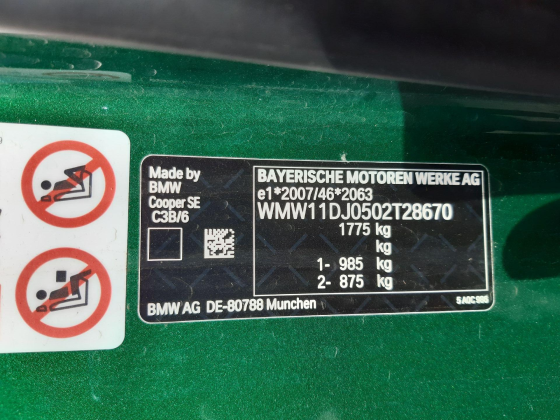 Made by
BMW
Cooper SE
C3B/6
BAYERISCHE MOTOREN WERKE AG
e1*2007/46*2063
WMW11DJ0502T28670
1775 kg
kg
1- 985 kg
2- 875 kg
BMW AG DE-80788 Munchen